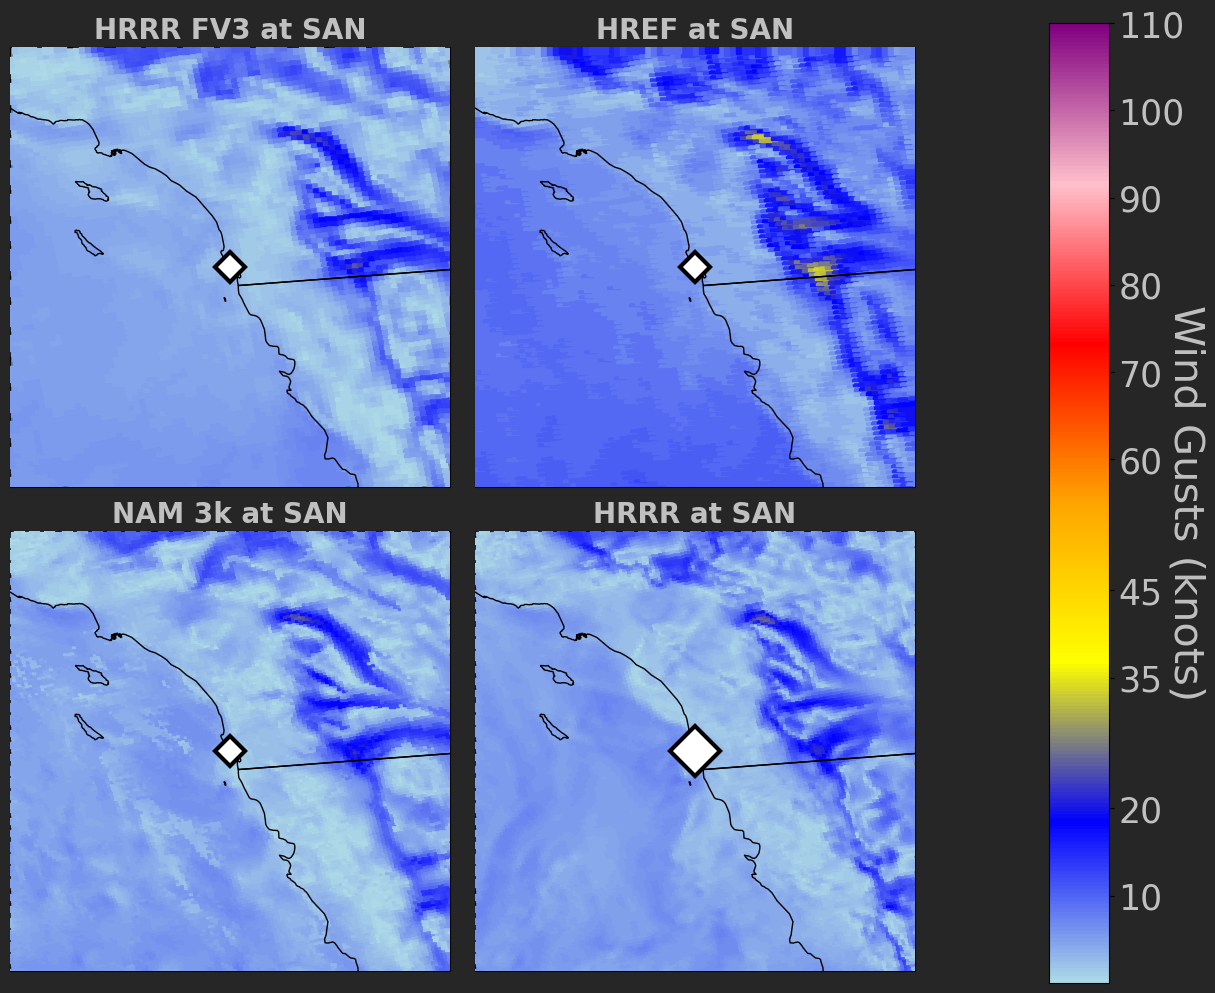 HRRR FV3 at SAN
HREF at SAN
NAM 3k at SAN
HRRR at SAN
110
100
90
80
70
60
45
35
20
10
Wind Gusts (knots)